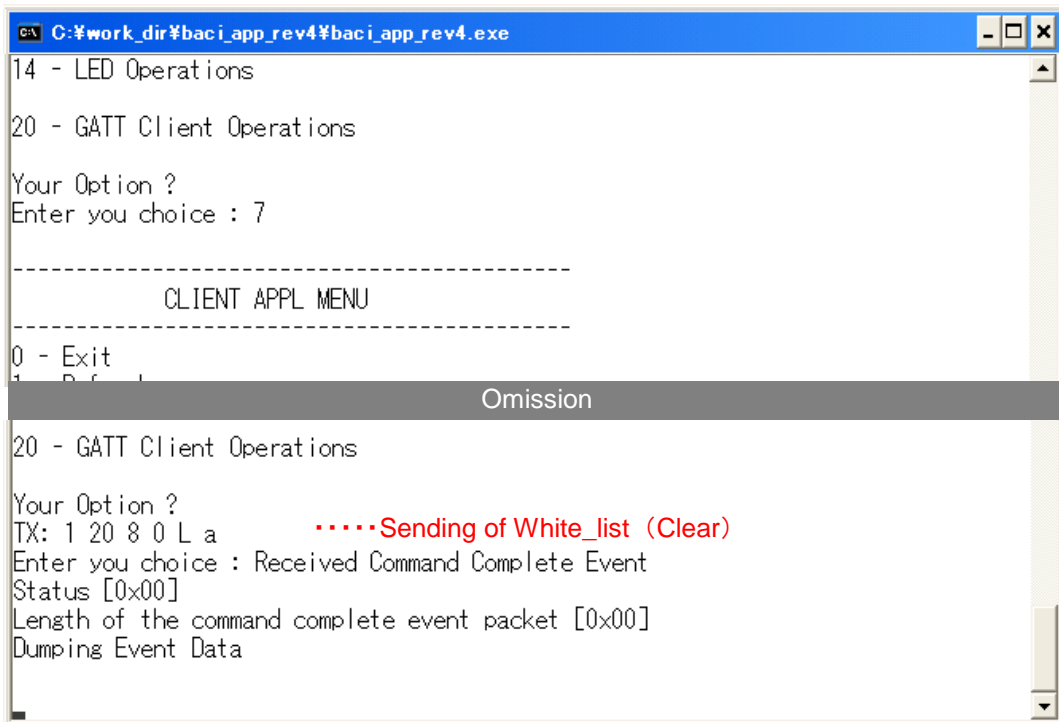 C:¥work_dir¥baci_app_rev4¥baci_app_rev4.exe
14 - LED Operations
20 - GATT Client Operations
Your Option ?
Enter you choice : 7
--------------------------------------------
CLIENT APPL MENU
--------------------------------------------
0 - Exit
Omission
20 - GATT Client Operations
Your Option ?
TX: 1 20 8 0 L a ・・・・・Sending of White_list（Clear）
Enter you choice : Received Command Complete Event
Status [0x00]
Length of the command complete event packet [0x00]
Dumping Event Data